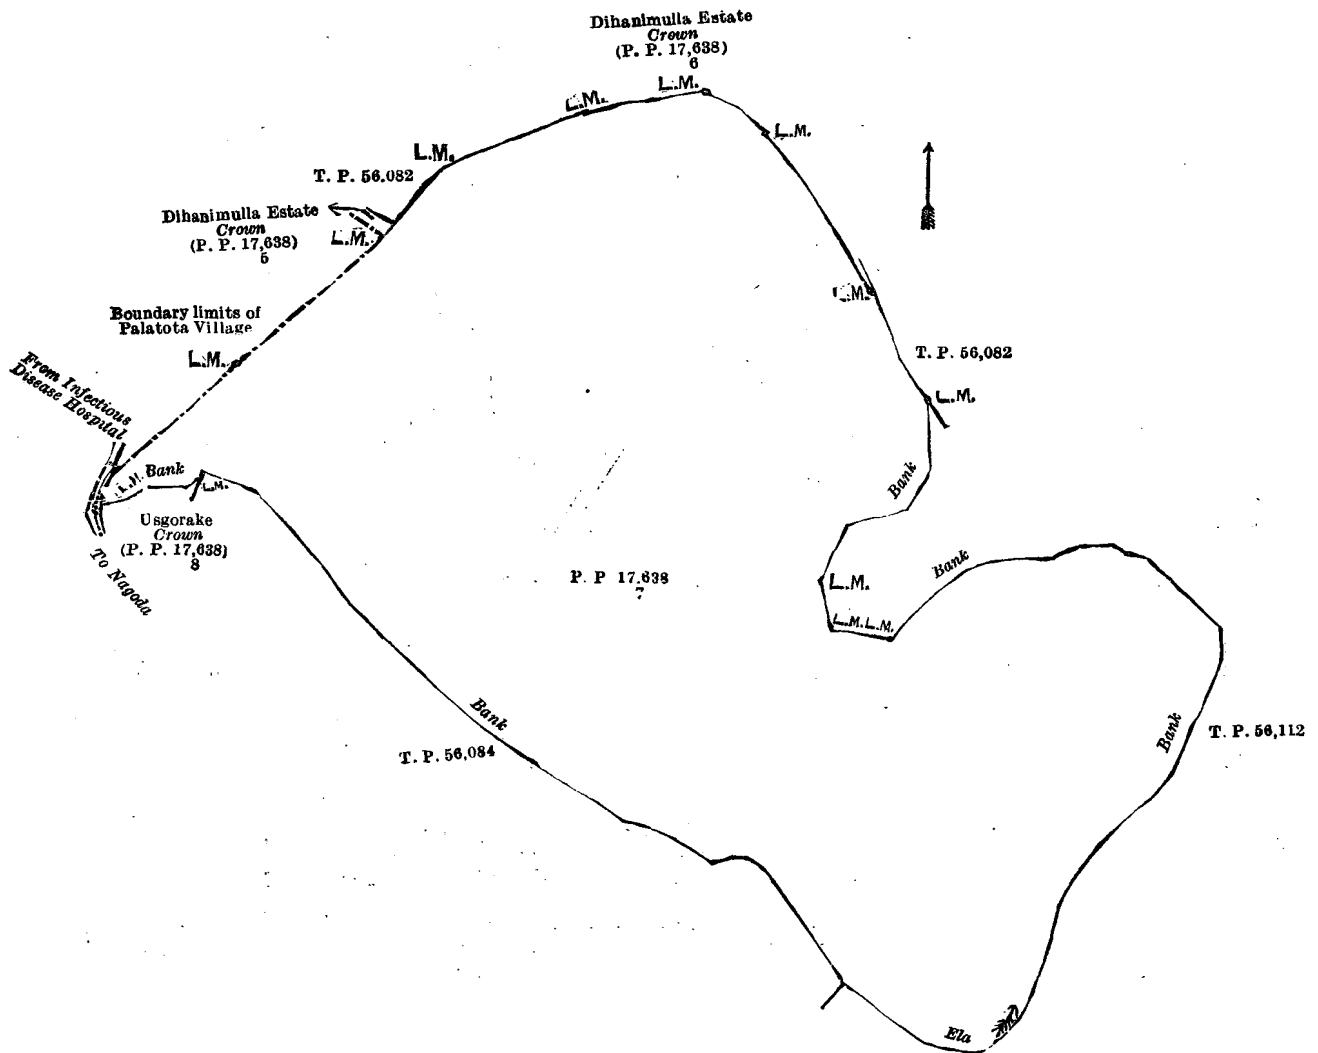 Dihanimulla Estate
Crown
(P. P. 17,638)
6
L.M.
L.M.
L.M.
L.M.
T. P. 56.082
Dihanimulla Estate
Crown
(P. P. 17,638)
5
L.M.
L.M.
Boundary limits of
Palatota Village
L.M.
T. P. 56,082
L.M.
From Infectious
Disease Hospital
L.M.
Bank
L.M.
Usgorake
Crown
(P. P. 17,638)
8
To Nagoda
Bank
P. P 17,638
7
L.M.
L.M. L.M.
Bank
Bank
T. P. 56,084
Bank
T. P. 56,112
Ela